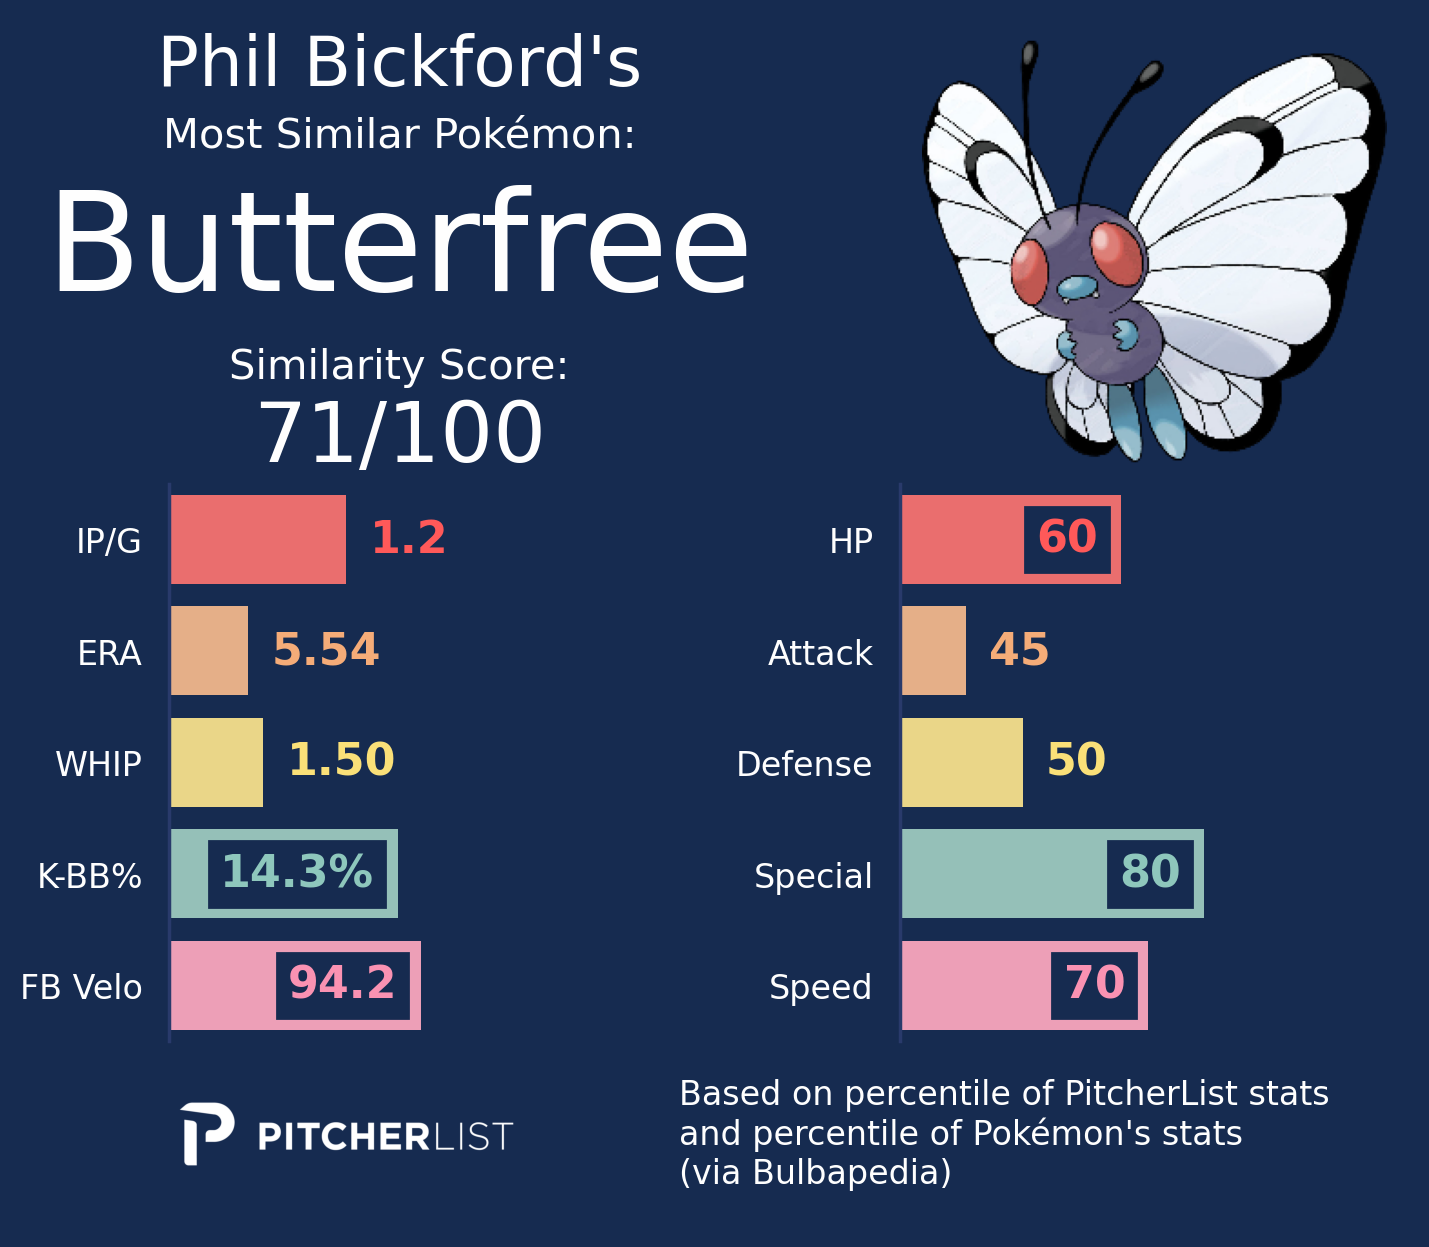 Phil Bickford's
Most Similar Pokémon:
Butterfree
Similarity Score:
71/100
IP/G 1.2
ERA 5.54
WHIP 1.50
K-BB% 14.3%
FB Velo 94.2
HP 60
Attack 45
Defense 50
Special 80
Speed 70
PITCHERLIST
Based on percentile of PitcherList stats
and percentile of Pokémon's stats
(via Bulbapedia)